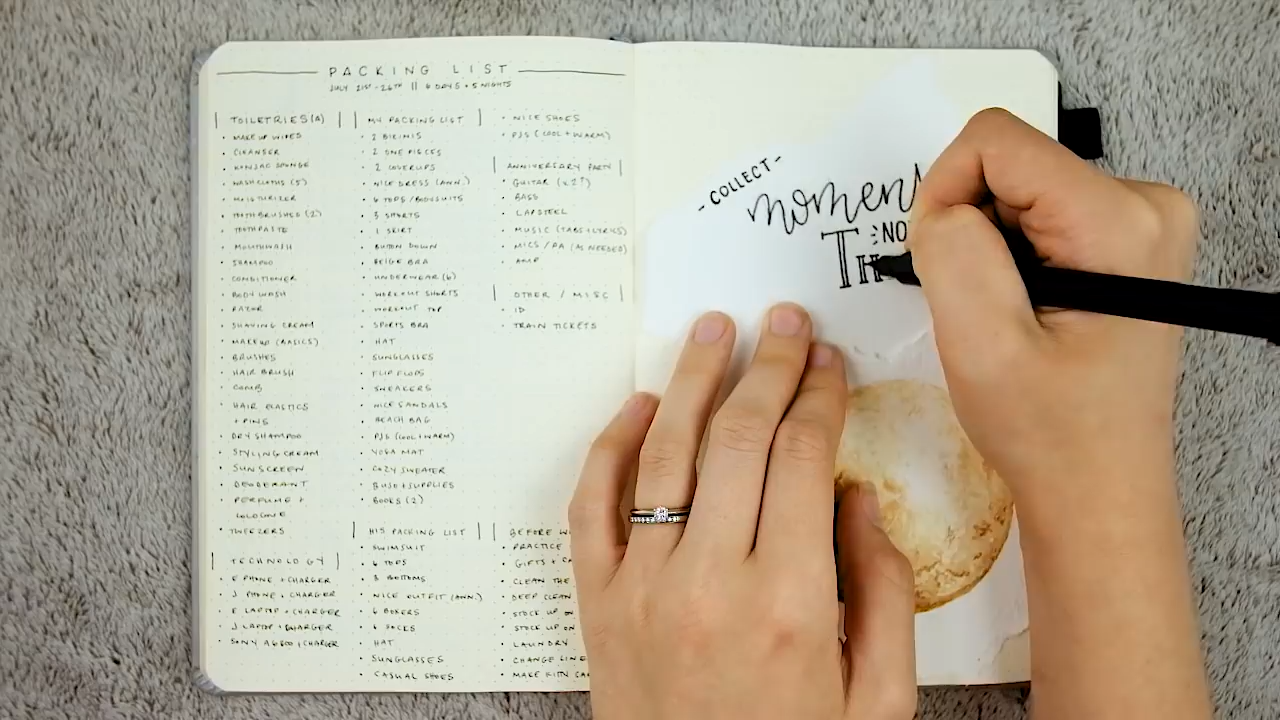 PACKING LIST
JULY 21ST - 26TH || 6 DAYS + 5 NIGHTS
TOILETRIES (A)
• MAKEUP WIPES
• CLEANSER
• KONJAC SPONGE
• WASHCLOTHS (5)
• MOISTURIZER
• TOOTHBRUSHES (2)
• TOOTHPASTE
• MOUTHWASH
• SHAMPOO
• CONDITIONER
• BODY WASH
• RAZOR
• SHAVING CREAM
• MAKEUP (BASICS)
• BRUSHES
• HAIR BRUSH
• COMB
• HAIR ELASTICS
+ PINS
• DRY SHAMPOO
• STYLING CREAM
• SUNSCREEN
• DEODERANT
• PERFUME +
COLOGNE
• TWEEZERS
TECHNOLOGY
• E PHONE + CHARGER
• J PHONE + CHARGER
• E LAPTOP + CHARGER
• J LAPTOP + CHARGER
• SONY A6500 + CHARGER
MY PACKING LIST
• 2 BIKINIS
• 2 ONE PIECES
• 2 COVERUPS
• NICE DRESS (ANN.)
• 6 TOPS / BODYSUITS
• 3 SHORTS
• 1 SKIRT
• BUTTON DOWN
• BEIGE BRA
• UNDERWEAR (6)
• WORKOUT SHORTS
• WORKOUT TOP
• SPORTS BRA
• HAT
• SUNGLASSES
• FLIP FLOPS
• SNEAKERS
• NICE SANDALS
• BEACH BAG
• PJS (COOL + WARM)
• YOGA MAT
• COZY SWEATER
• BUJO + SUPPLIES
• BOOKS (2)
HIS PACKING LIST
• SWIMSUIT
• 6 TOPS
• 3 BOTTOMS
• NICE OUTFIT (ANN.)
• 6 BOXERS
• 6 SOCKS
• HAT
• SUNGLASSES
• CASUAL SHOES
• NICE SHOES
• PJS (COOL + WARM)
ANNIVERSARY PARTY
• GUITAR (x2?)
• BASS
• LAPSTEEL
• MUSIC (TABS + LYRICS)
• MICS / PA (AS NEEDED)
• AMP
OTHER / MISC
• ID
• TRAIN TICKETS
BEFORE
• PRACTICE
• GIFTS +
• CLEAN THE
• DEEP CLEAN
• STOCK UP ON
• STOCK UP ON
• LAUNDRY
• CHANGE
• MAKE
- COLLECT -
momen
NO
TH